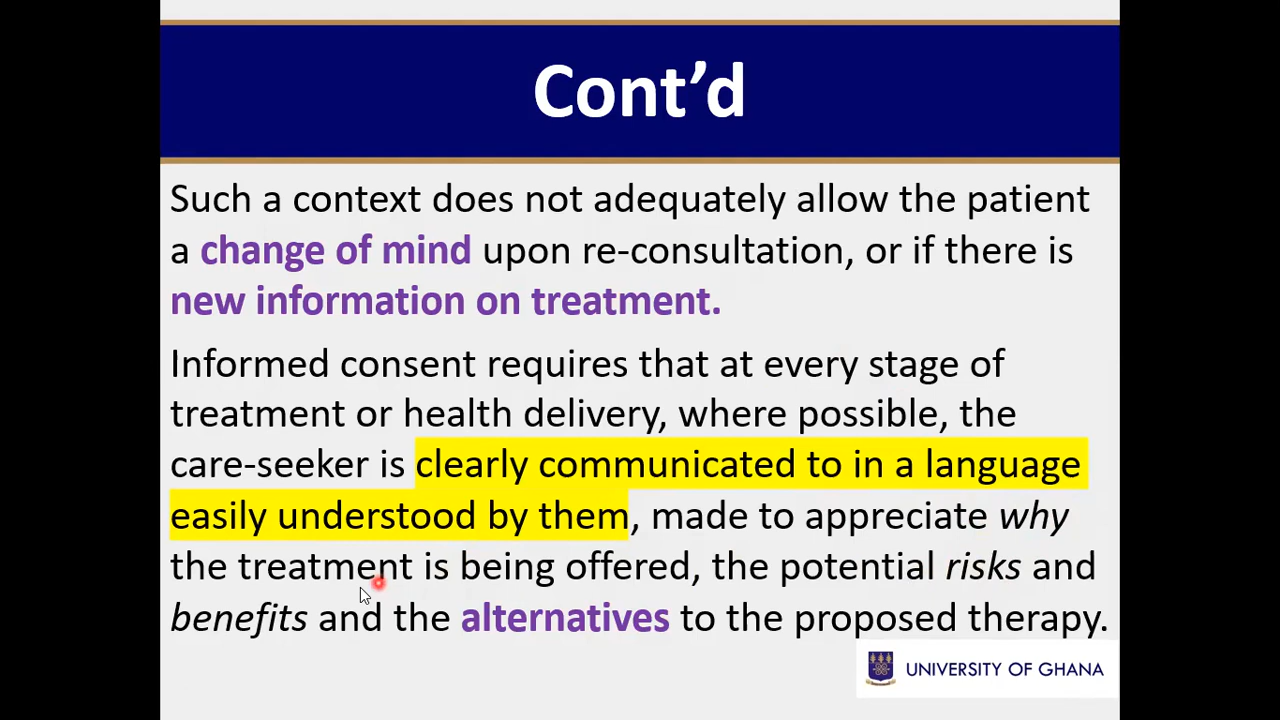 Cont’d
Such a context does not adequately allow the patient
a change of mind upon re-consultation, or if there is
new information on treatment.
Informed consent requires that at every stage of
treatment or health delivery, where possible, the
care-seeker is clearly communicated to in a language
easily understood by them, made to appreciate why
the treatment is being offered, the potential risks and
benefits and the alternatives to the proposed therapy.
UNIVERSITY OF GHANA